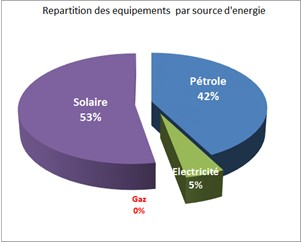 Repartition des equipements par source d'energie
Pétrole
42%
Solaire
53%
Electricité
5%
Gaz
0%